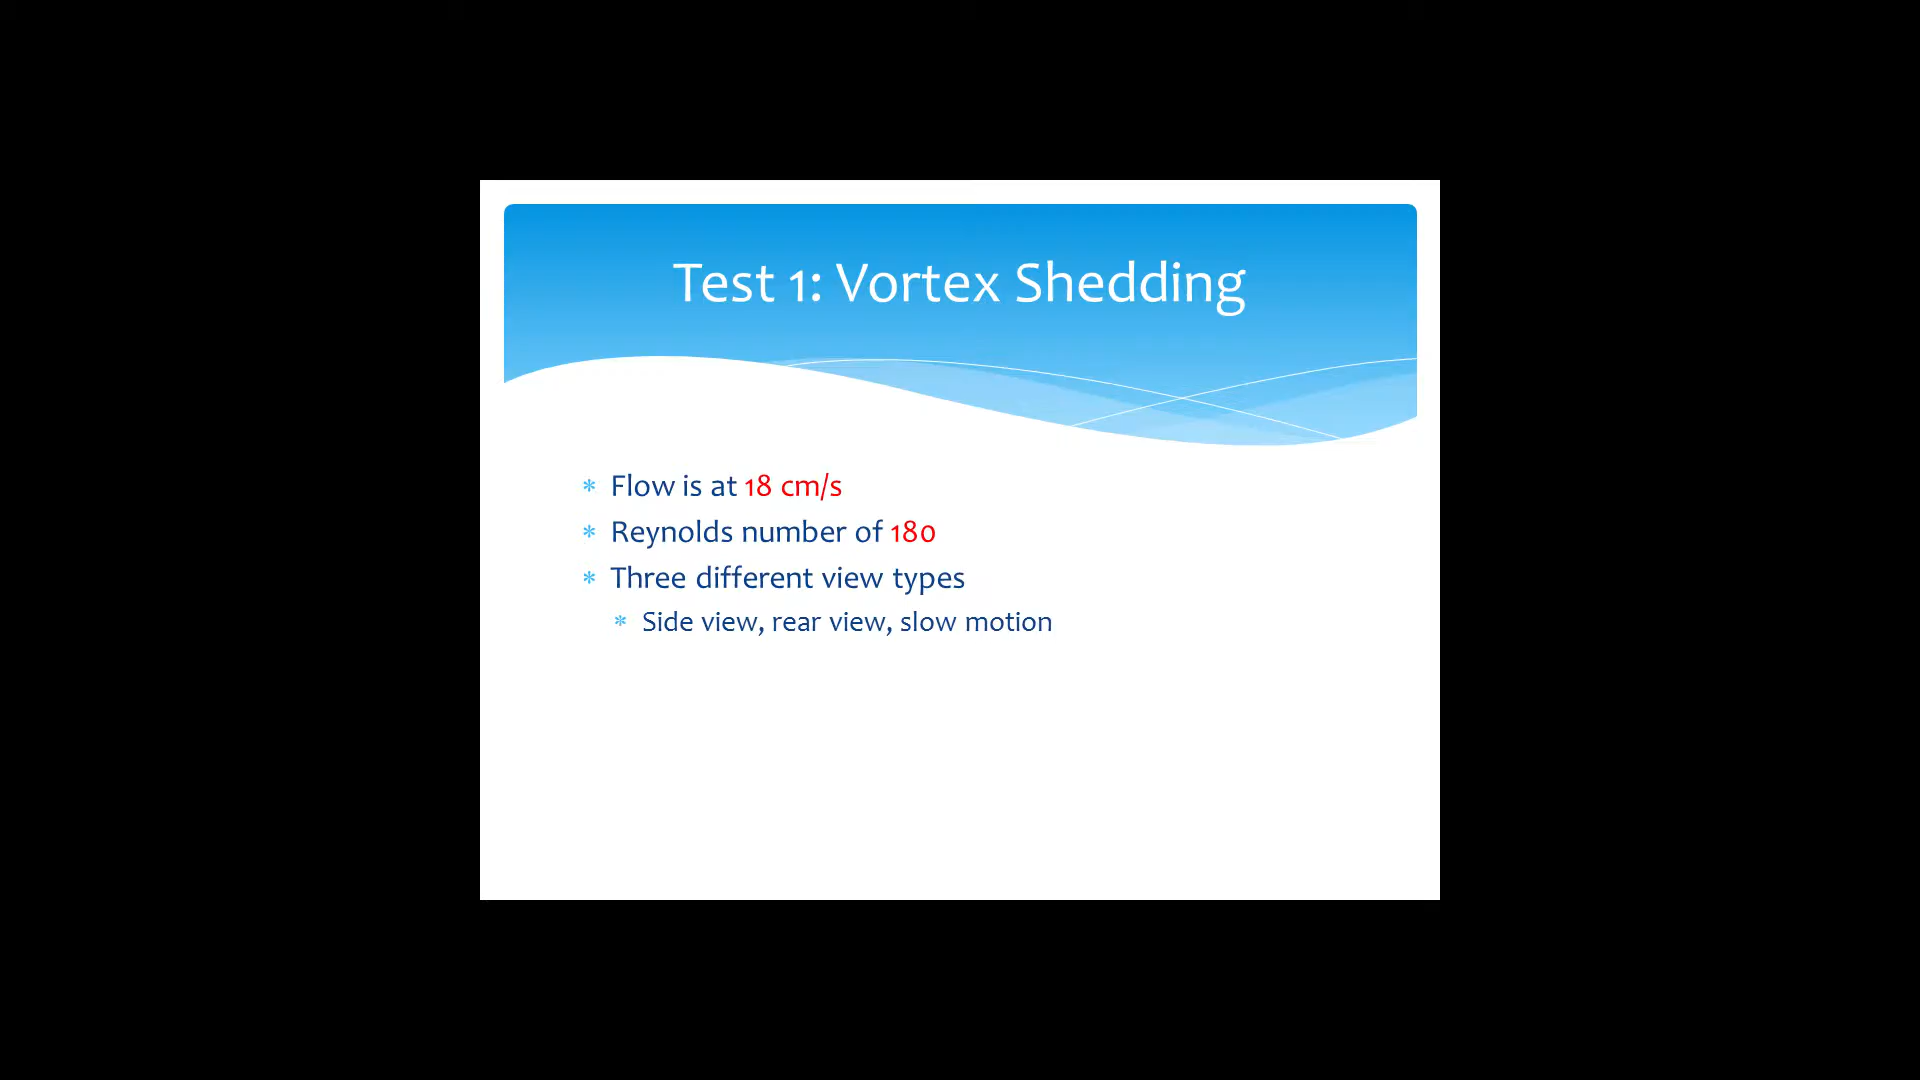 Test 1: Vortex Shedding
* Flow is at 18 cm/s
* Reynolds number of 180
* Three different view types
* Side view, rear view, slow motion